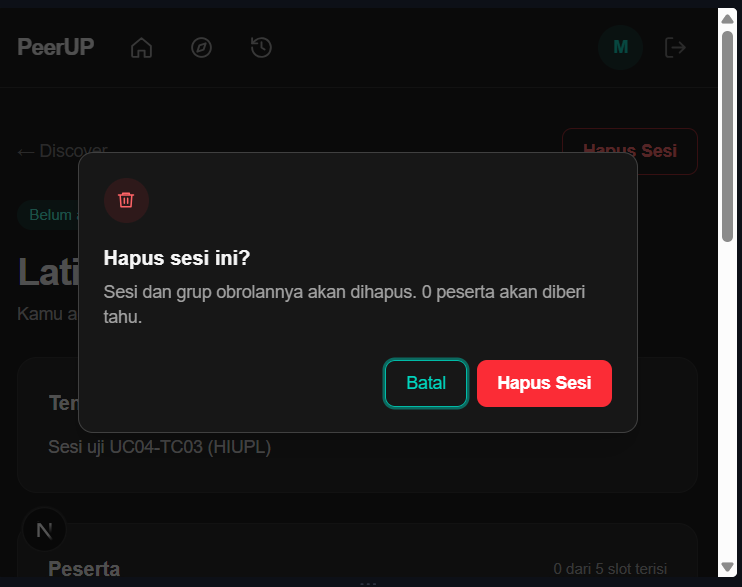 PeerUP
M
← Discover
Hapus Sesi
Belum
Lati
Kamu a
Hapus sesi ini?
Sesi dan grup obrolannya akan dihapus. 0 peserta akan diberi
tahu.
Batal
Hapus Sesi
Ten
Sesi uji UC04-TC03 (HIUPL)
N
Peserta
0 dari 5 slot terisi